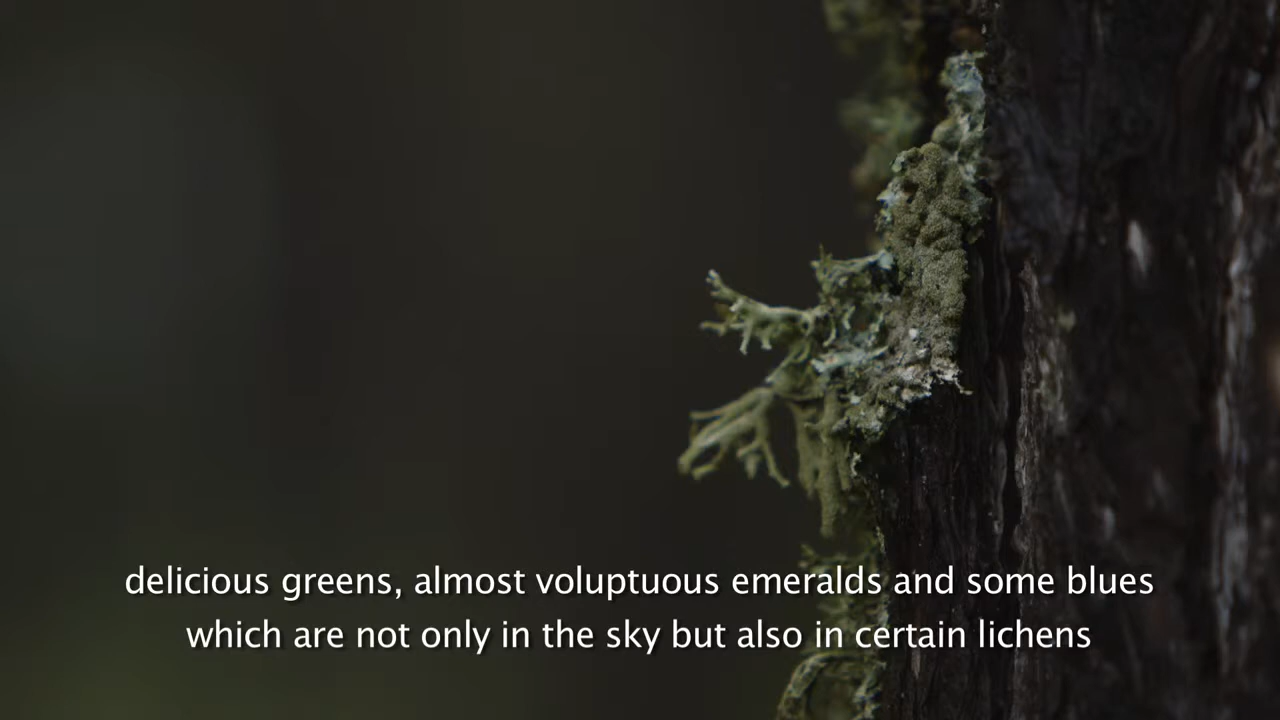 delicious greens, almost voluptuous emeralds and some blues
which are not only in the sky but also in certain lichens